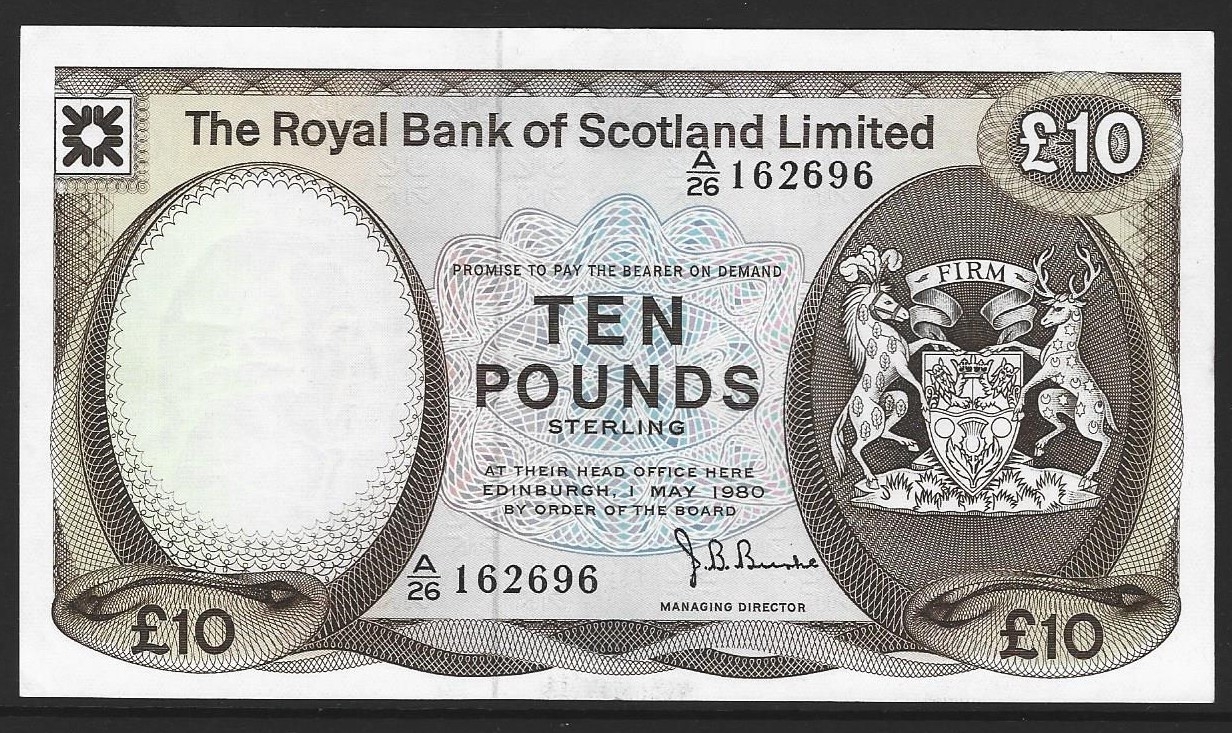 The Royal Bank of Scotland Limited
£10
A/26 162696
FIRM
PROMISE TO PAY THE BEARER ON DEMAND
TEN
POUNDS
STERLING
AT THEIR HEAD OFFICE HERE
EDINBURGH, 1 MAY 1980
BY ORDER OF THE BOARD
J.B. Burke
A/26 162696
MANAGING DIRECTOR
£10
£10